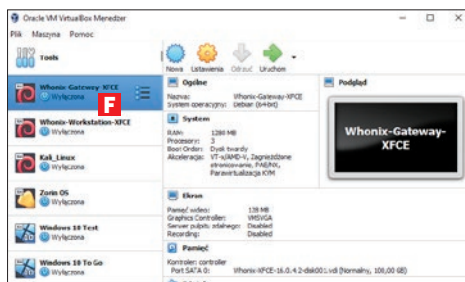 Oracle VM VirtualBox Menedżer
Plik Maszyna Pomoc
Tools
Nowa Ustawienia Odrzuć Uruchom
Whonix-Gateway-XFCE
Wyłączona
F
Whonix-Workstation-XFCE
Wyłączona
Kali_Linux
Wyłączona
Zorin OS
Wyłączona
Windows 10 Test
Wyłączona
Windows 10 To Go
Wyłączona
Ogólne
Nazwa: Whonix-Gateway-XFCE
System operacyjny: Debian (64-bit)
System
RAM: 1280 MB
Procesory: 3
Boot Order: Dysk twardy
Akceleracja: VT-x/AMD-V, Zagnieżdżone
stronicowanie, PAE/NX,
Parawirtualizacja KVM
Ekran
Pamięć wideo: 128 MB
Graphics Controller: VMSVGA
Serwer pulpitu zdalnego: Disabled
Recording: Disabled
Pamięć
Kontroler: controller
Port SATA 0: Whonix-XFCE-16.0.4.2-disk001.vdi (Normalny, 100,00 GB)
Podgląd
Whonix-Gateway-
XFCE